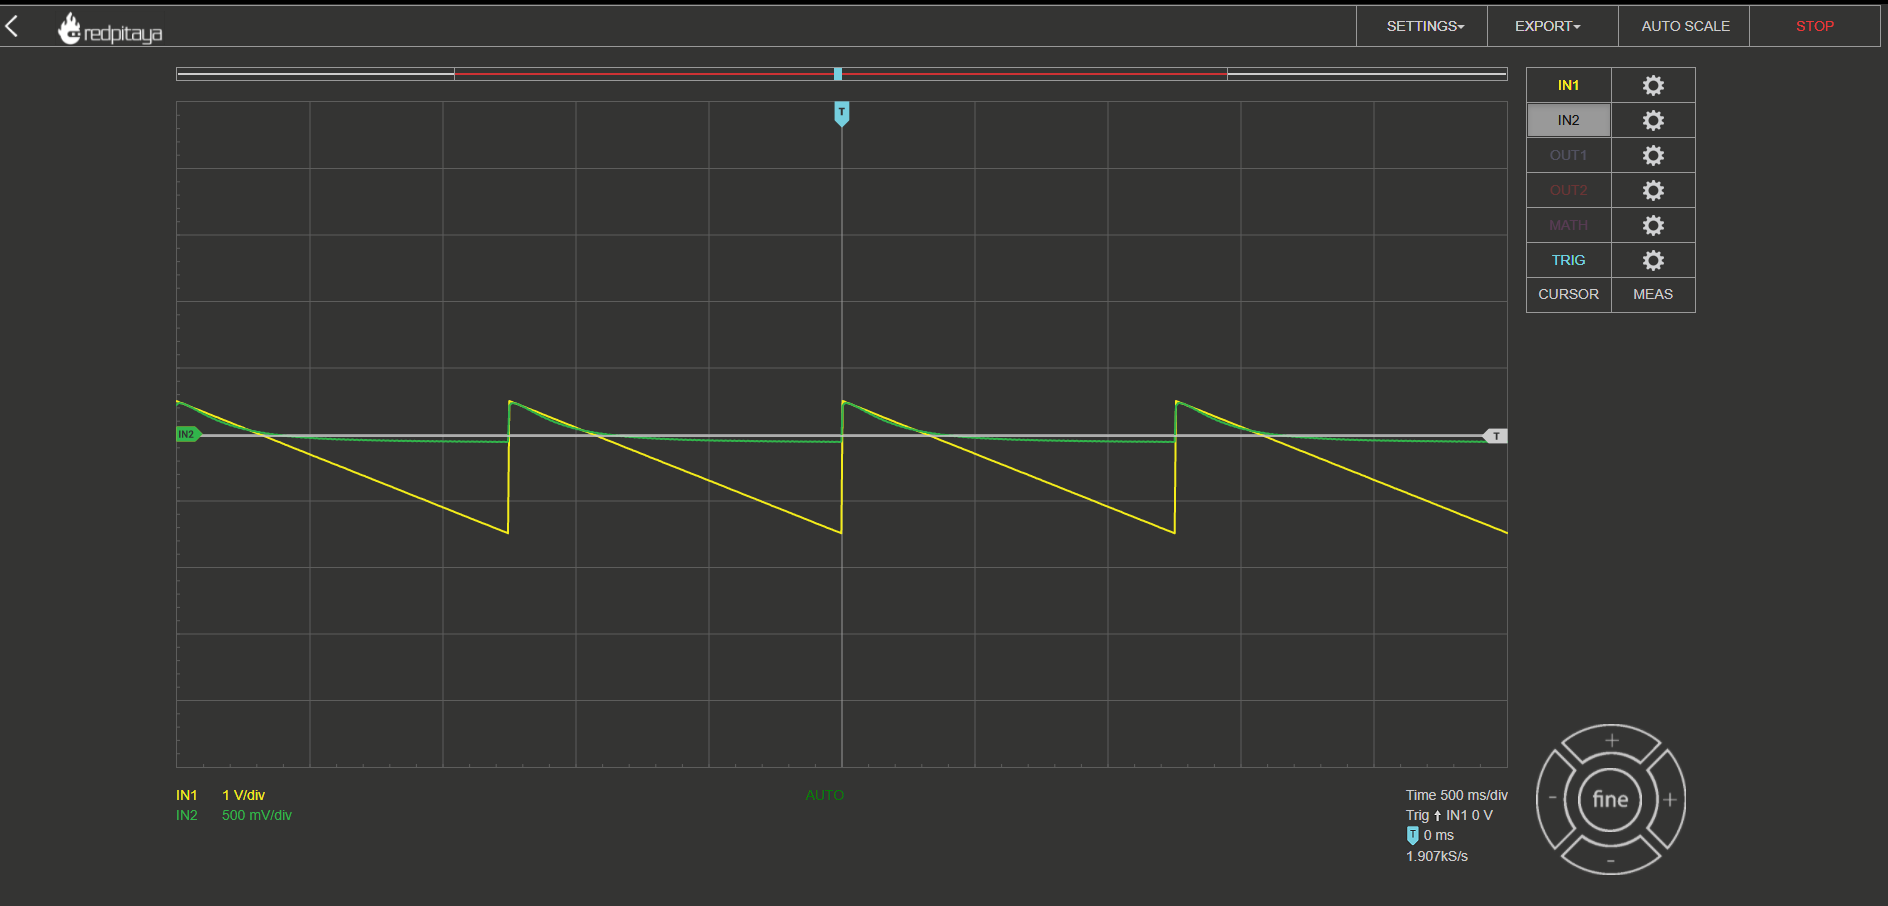 redpitaya
SETTINGS
EXPORT
AUTO SCALE
STOP
T
IN1
IN2
OUT1
OUT2
MATH
TRIG
CURSOR
MEAS
IN2
T
IN1 1 V/div
IN2 500 mV/div
AUTO
Time 500 ms/div
Trig ↑ IN1 0 V
T 0 ms
1.907kS/s
+
- fine +
-